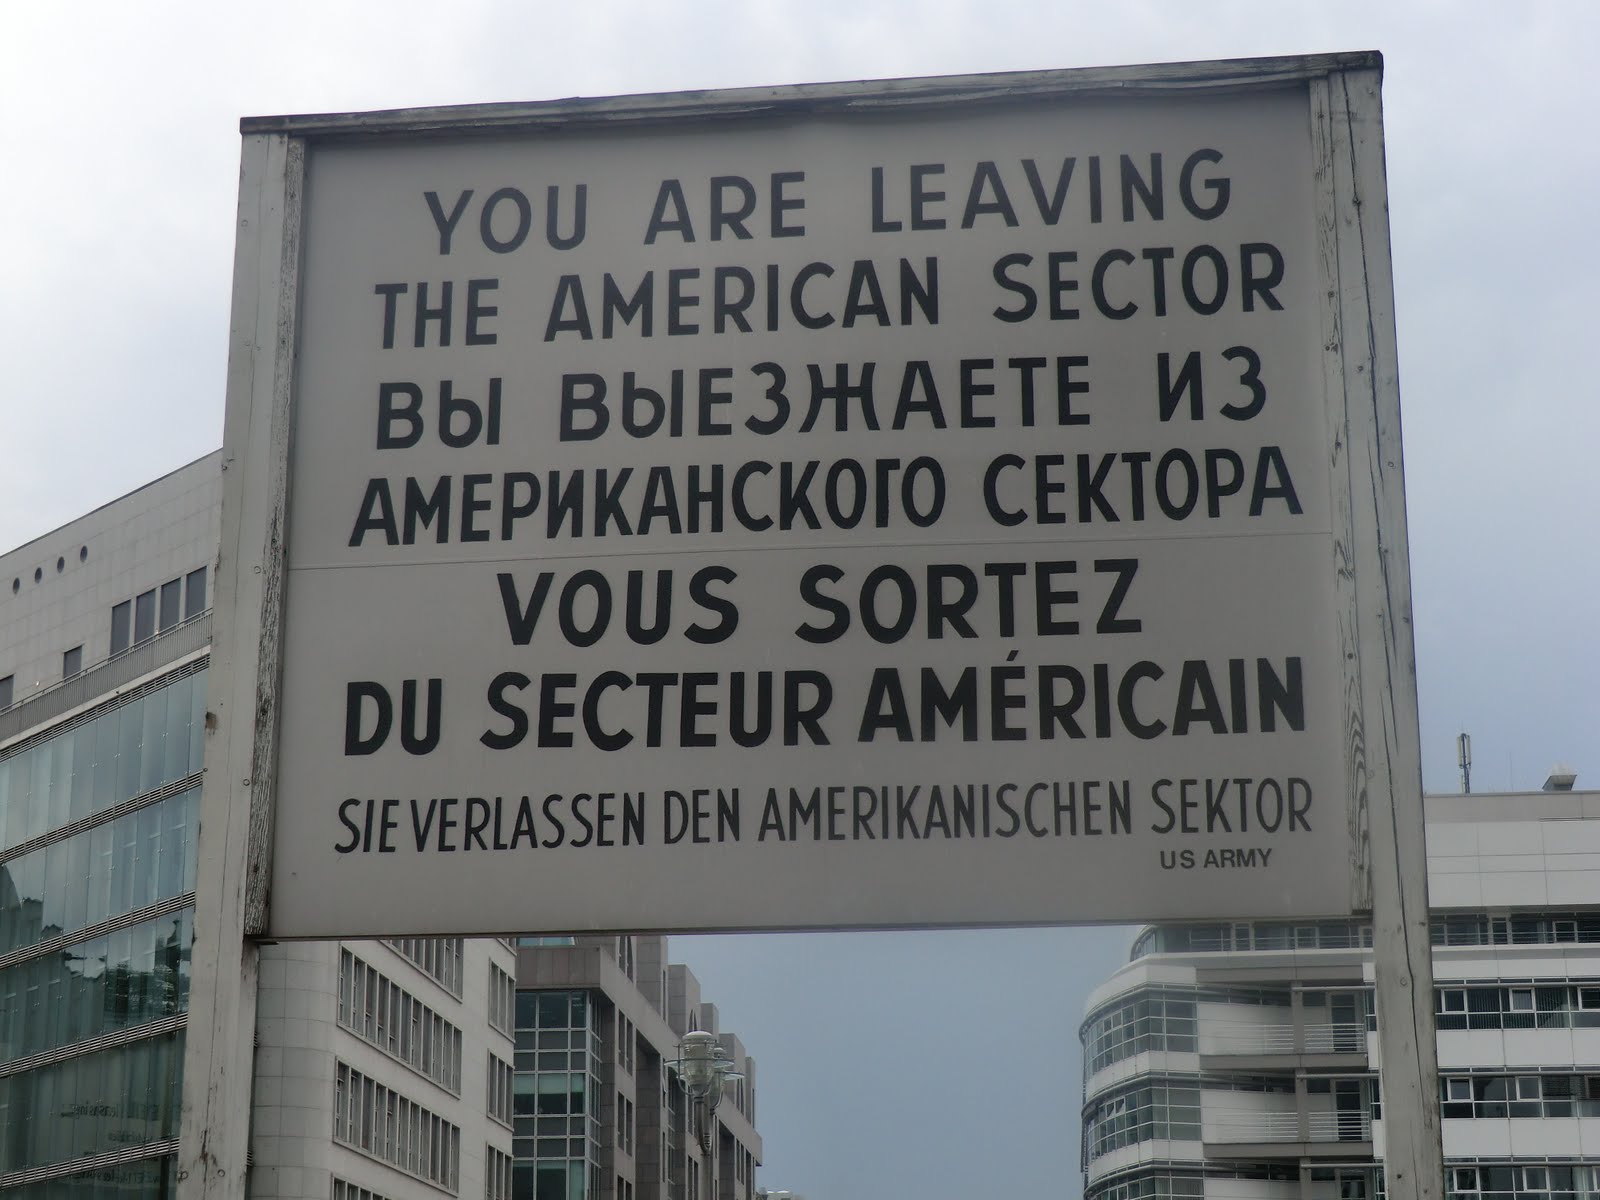 YOU ARE LEAVING
THE AMERICAN SECTOR
ВЫ ВЫЕЗЖАЕТЕ ИЗ
АМЕРИКАНСКОГО СЕКТОРА
VOUS SORTEZ
DU SECTEUR AMÉRICAIN
SIE VERLASSEN DEN AMERIKANISCHEN SEKTOR
US ARMY